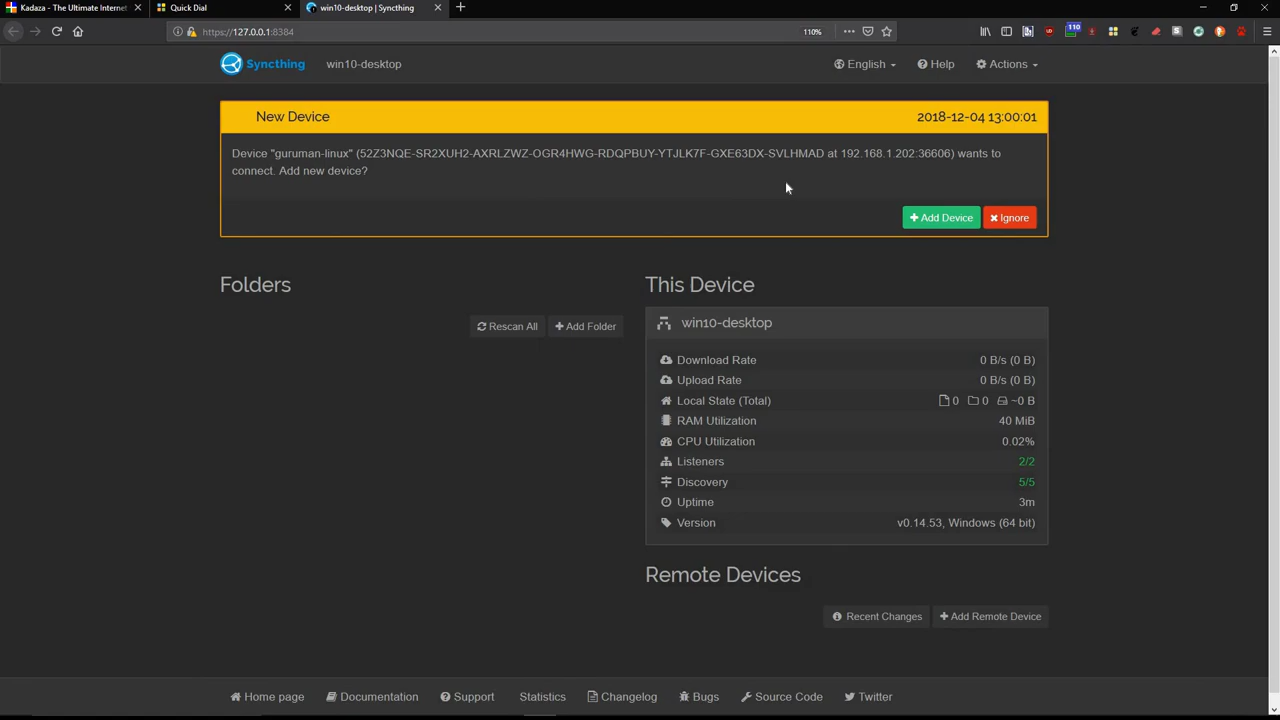 Kadaza - The Ultimate Internet
Quick Dial
win10-desktop | Syncthing
https://127.0.0.1:8384
110%
110
Syncthing
win10-desktop
English
Help
Actions
New Device
2018-12-04 13:00:01
Device "guruman-linux" (52Z3NQE-SR2XUH2-AXRLZWZ-OGR4HWG-RDQPBUY-YTJLK7F-GXE63DX-SVLHMAD at 192.168.1.202:36606) wants to
connect. Add new device?
Add Device
Ignore
Folders
Rescan All
Add Folder
This Device
win10-desktop
Download Rate 0 B/s (0 B)
Upload Rate 0 B/s (0 B)
Local State (Total) 0 0 ~0 B
RAM Utilization 40 MiB
CPU Utilization 0.02%
Listeners 2/2
Discovery 5/5
Uptime 3m
Version v0.14.53, Windows (64 bit)
Remote Devices
Recent Changes
Add Remote Device
Home page
Documentation
Support
Statistics
Changelog
Bugs
Source Code
Twitter